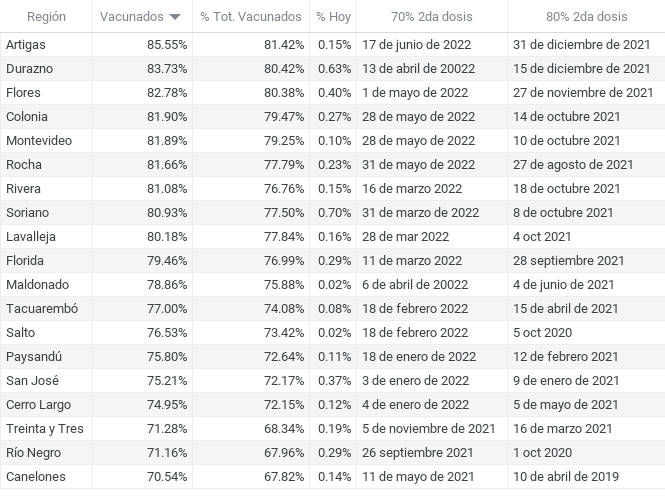 Región Vacunados % Tot. Vacunados % Hoy 70% 2da dosis 80% 2da dosis
Artigas 85.55% 81.42% 0.15% 17 de junio de 2022 31 de diciembre de 2021
Durazno 83.73% 80.42% 0.63% 13 de abril de 20022 15 de diciembre de 2021
Flores 82.78% 80.38% 0.40% 1 de mayo de 2022 27 de noviembre de 2021
Colonia 81.90% 79.47% 0.27% 28 de mayo de 2022 14 de octubre 2021
Montevideo 81.89% 79.25% 0.10% 28 de mayo de 2022 10 de octubre 2021
Rocha 81.66% 77.79% 0.23% 31 de mayo de 2022 27 de agosto de 2021
Rivera 81.08% 76.76% 0.15% 16 de marzo 2022 18 de octubre 2021
Soriano 80.93% 77.50% 0.70% 31 de marzo de 2022 8 de octubre 2021
Lavalleja 80.18% 77.84% 0.16% 28 de mar 2022 4 oct 2021
Florida 79.46% 76.99% 0.29% 11 de marzo 2022 28 septiembre 2021
Maldonado 78.86% 75.88% 0.02% 6 de abril de 20022 4 de junio de 2021
Tacuarembó 77.00% 74.08% 0.08% 18 de febrero 2022 15 de abril de 2021
Salto 76.53% 73.42% 0.02% 18 de febrero 2022 5 oct 2020
Paysandú 75.80% 72.64% 0.11% 18 de enero de 2022 12 de febrero 2021
San José 75.21% 72.17% 0.37% 3 de enero de 2022 9 de enero de 2021
Cerro Largo 74.95% 72.15% 0.12% 4 de enero de 2022 5 de mayo de 2021
Treinta y Tres 71.28% 68.34% 0.19% 5 de noviembre de 2021 16 de marzo 2021
Río Negro 71.16% 67.96% 0.29% 26 septiembre 2021 1 oct 2020
Canelones 70.54% 67.82% 0.14% 11 de mayo de 2021 10 de abril de 2019